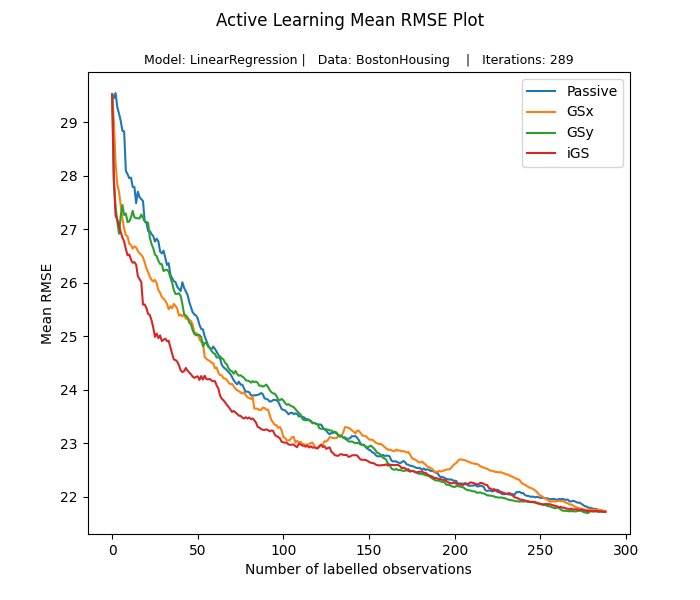 Active Learning Mean RMSE Plot
Model: LinearRegression | Data: BostonHousing | Iterations: 289
Passive
GSx
GSy
iGS
Mean RMSE
29
28
27
26
25
24
23
22
0 50 100 150 200 250 300
Number of labelled observations